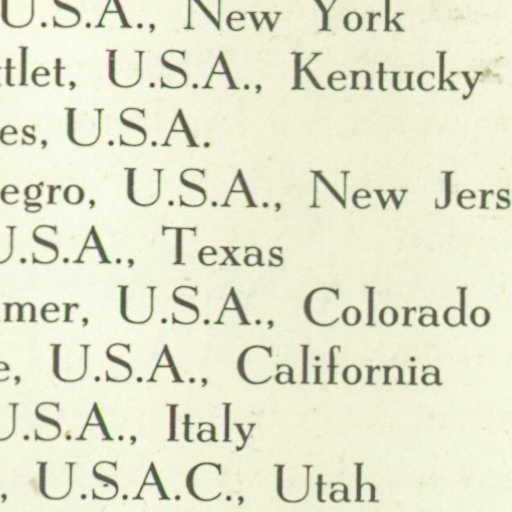 U.S.A., New York
tlet, U.S.A., Kentucky
es, U.S.A.
egro, U.S.A., New Jers
U.S.A., Texas
mer, U.S.A., Colorado
e, U.S.A., California
U.S.A., Italy
, U.S.A.C., Utah